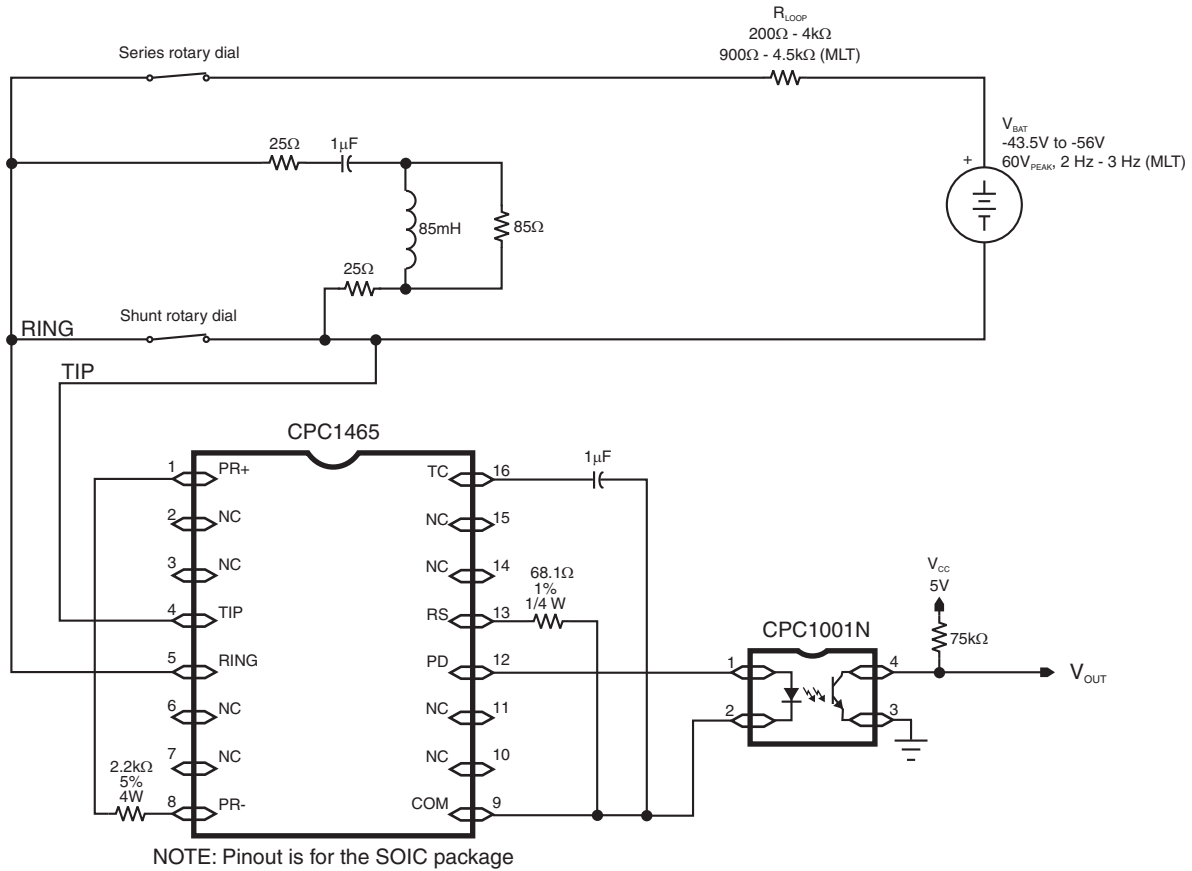 R_LOOP
200Ω - 4kΩ
900Ω - 4.5kΩ (MLT)
Series rotary dial
V_BAT
-43.5V to -56V
60V_PEAK, 2 Hz - 3 Hz (MLT)
+
25Ω
1μF
85mH
85Ω
25Ω
Shunt rotary dial
RING
TIP
CPC1465
1
PR+
2
NC
3
NC
4
TIP
5
RING
6
NC
7
NC
8
PR-
2.2kΩ
5%
4W
TC
16
NC
15
NC
14
RS
13
PD
12
NC
11
NC
10
COM
9
1μF
68.1Ω
1%
1/4 W
CPC1001N
1
2
4
3
V_CC
5V
75kΩ
V_OUT
NOTE: Pinout is for the SOIC package